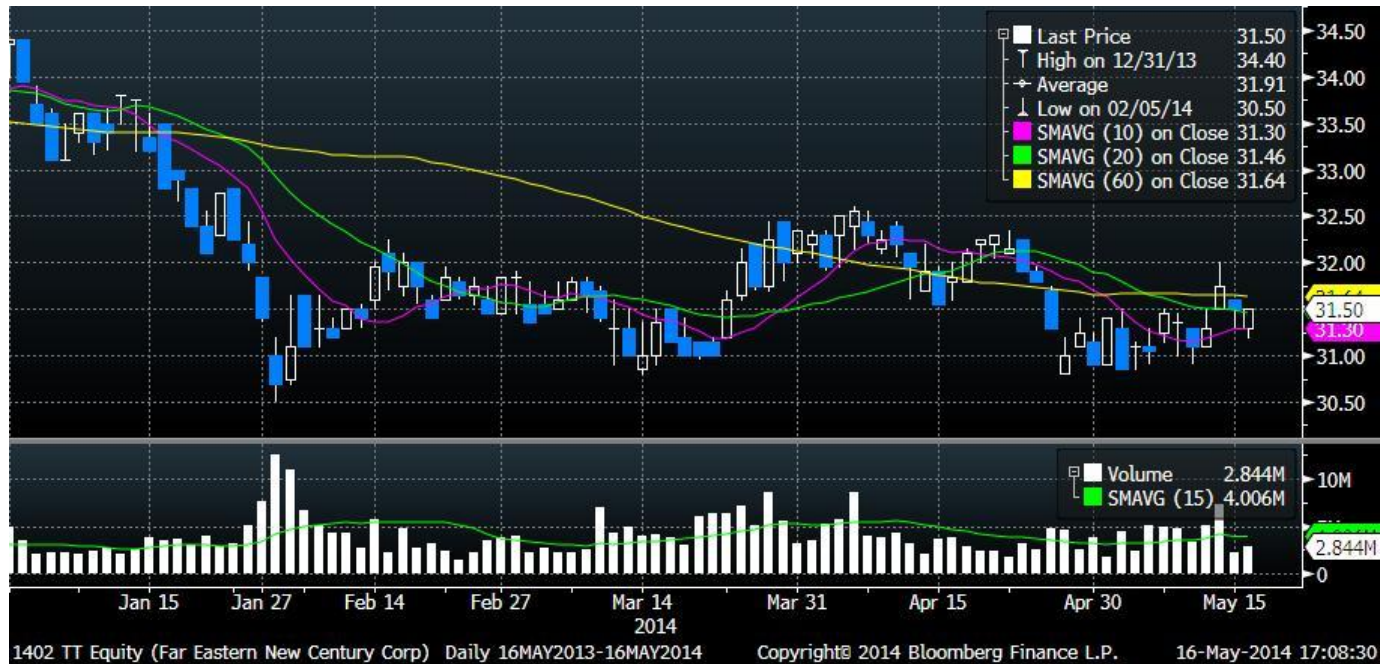 Last Price 31.50
High on 12/31/13 34.40
Average 31.91
Low on 02/05/14 30.50
SMAVG (10) on Close 31.30
SMAVG (20) on Close 31.46
SMAVG (60) on Close 31.64
34.50
34.00
33.50
33.00
32.50
32.00
31.64
31.50
31.30
31.00
30.50
Volume 2.844M
SMAVG (15) 4.006M
10M
2.844M
0
Jan 15 Jan 27 Feb 14 Feb 27 Mar 14 Mar 31 Apr 15 Apr 30 May 15
2014
1402 TT Equity (Far Eastern New Century Corp) Daily 16MAY2013-16MAY2014 Copyright© 2014 Bloomberg Finance L.P. 16-May-2014 17:08:30